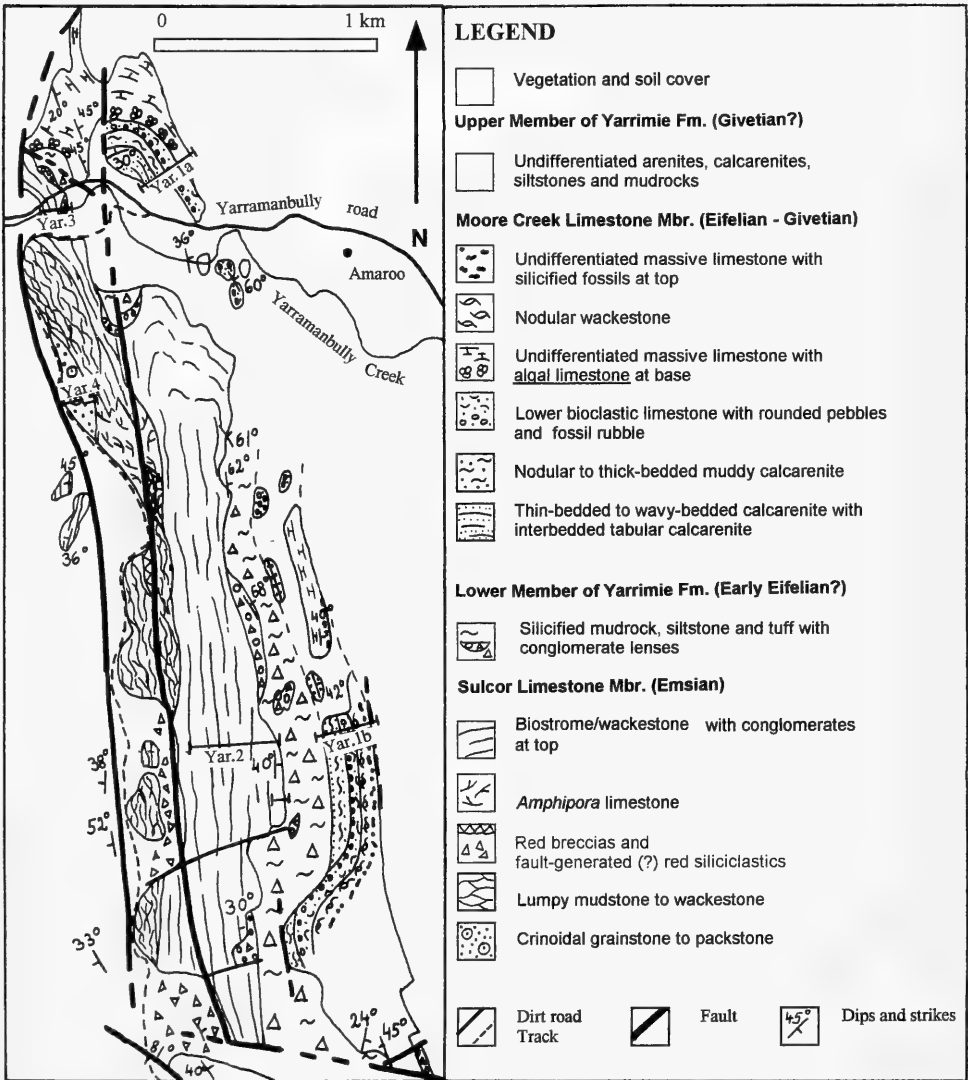 0 1 km
N
20°
45°
45°
30°
Yar.1a
Yar.3
Yarramanbully road
36°
Amaroo
60°
Yarramanbully
Creek
Yar.4
61°
62°
45°
36°
68°
42°
Yar.2
Yar.1b
40°
38°
52°
30°
33°
24°
45°
40°
LEGEND
Vegetation and soil cover
Upper Member of Yarrimie Fm. (Givetian?)
Undifferentiated arenites, calcarenites,
siltstones and mudrocks
Moore Creek Limestone Mbr. (Eifelian - Givetian)
Undifferentiated massive limestone with
silicified fossils at top
Nodular wackestone
Undifferentiated massive limestone with
algal limestone at base
Lower bioclastic limestone with rounded pebbles
and fossil rubble
Nodular to thick-bedded muddy calcarenite
Thin-bedded to wavy-bedded calcarenite with
interbedded tabular calcarenite
Lower Member of Yarrimie Fm. (Early Eifelian?)
Silicified mudrock, siltstone and tuff with
conglomerate lenses
Sulcor Limestone Mbr. (Emsian)
Biostrome/wackestone with conglomerates
at top
Amphipora limestone
Red breccias and
fault-generated (?) red siliciclastics
Lumpy mudstone to wackestone
Crinoidal grainstone to packstone
Dirt road
Track
Fault
45°
Dips and strikes